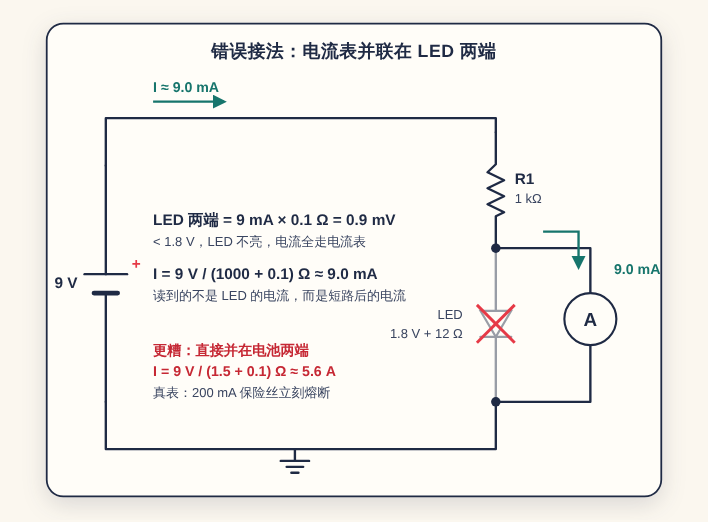 错误接法：电流表并联在 LED 两端
I ≈ 9.0 mA
R1
1 kΩ
LED 两端 = 9 mA × 0.1 Ω = 0.9 mV
< 1.8 V，LED 不亮，电流全走电流表
+
9 V
I = 9 V / (1000 + 0.1) Ω ≈ 9.0 mA
读到的不是 LED 的电流，而是短路后的电流
9.0 mA
LED
1.8 V + 12 Ω
A
更糟：直接并在电池两端
I = 9 V / (1.5 + 0.1) Ω ≈ 5.6 A
真表：200 mA 保险丝立刻熔断